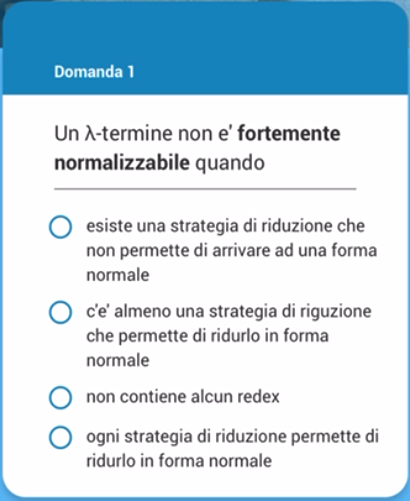 Domanda 1
Un λ-termine non e' fortemente
normalizzabile quando
esiste una strategia di riduzione che
non permette di arrivare ad una forma
normale
c'e' almeno una strategia di riguzione
che permette di ridurlo in forma
normale
non contiene alcun redex
ogni strategia di riduzione permette di
ridurlo in forma normale